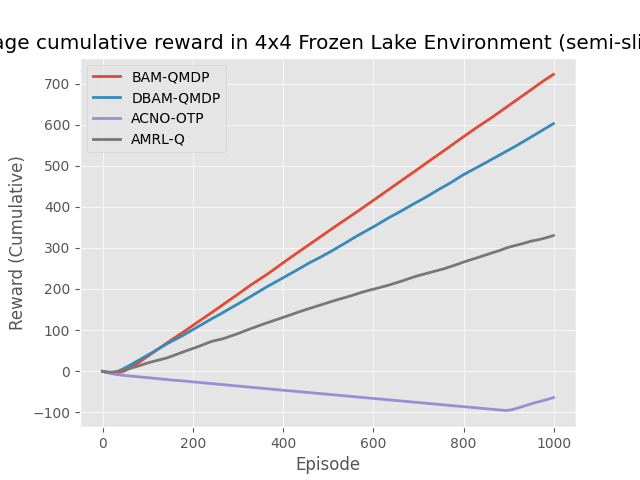 age cumulative reward in 4x4 Frozen Lake Environment (semi-sli
BAM-QMDP
DBAM-QMDP
ACNO-OTP
AMRL-Q
Reward (Cumulative)
700
600
500
400
300
200
100
0
−100
0 200 400 600 800 1000
Episode